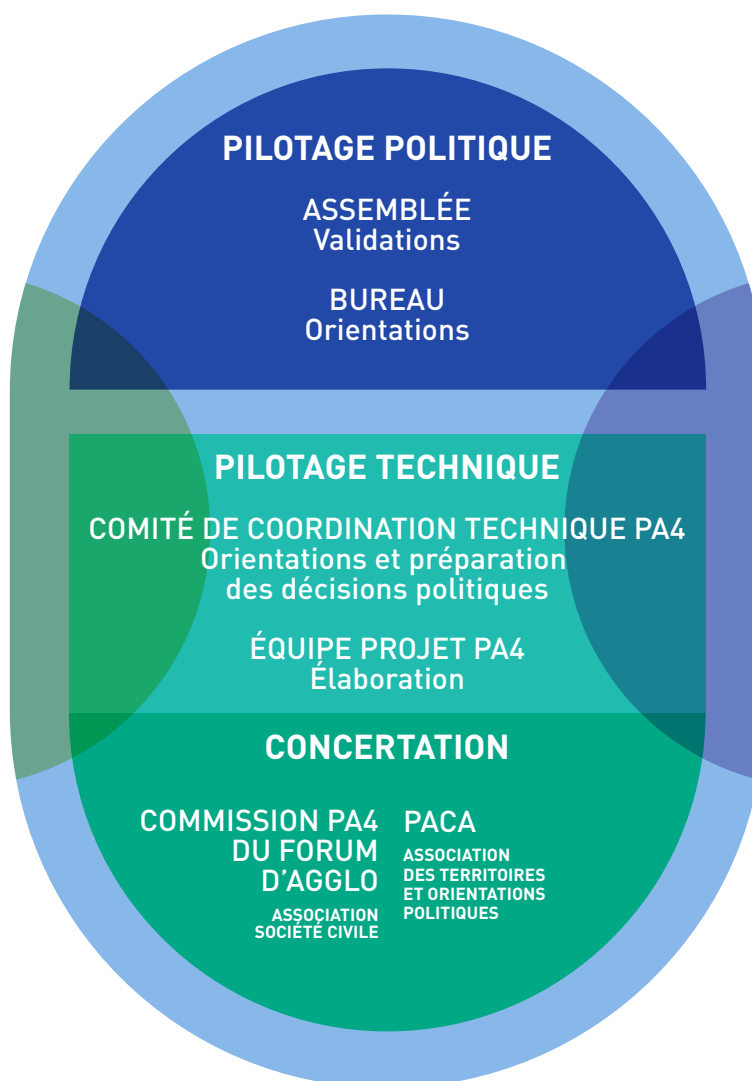 PILOTAGE POLITIQUE
ASSEMBLÉE
Validations
BUREAU
Orientations
PILOTAGE TECHNIQUE
COMITÉ DE COORDINATION TECHNIQUE PA4
Orientations et préparation
des décisions politiques
ÉQUIPE PROJET PA4
Élaboration
CONCERTATION
COMMISSION PA4
DU FORUM
D'AGGLO
ASSOCIATION
SOCIÉTÉ CIVILE
PACA
ASSOCIATION
DES TERRITOIRES
ET ORIENTATIONS
POLITIQUES